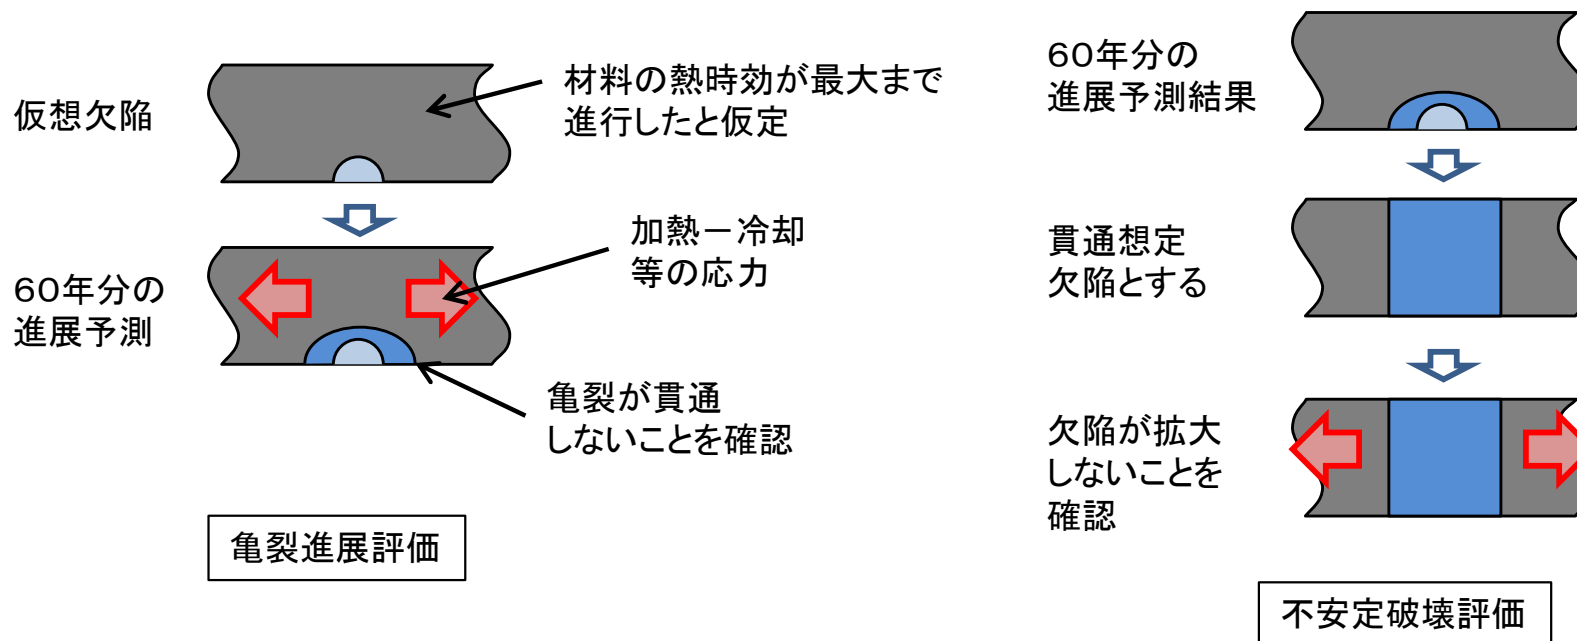 仮想欠陥
材料の熱時効が最大まで
進行したと仮定
60年分の
進展予測
加熱－冷却
等の応力
亀裂が貫通
しないことを確認
亀裂進展評価
60年分の
進展予測結果
貫通想定
欠陥とする
欠陥が拡大
しないことを
確認
不安定破壊評価